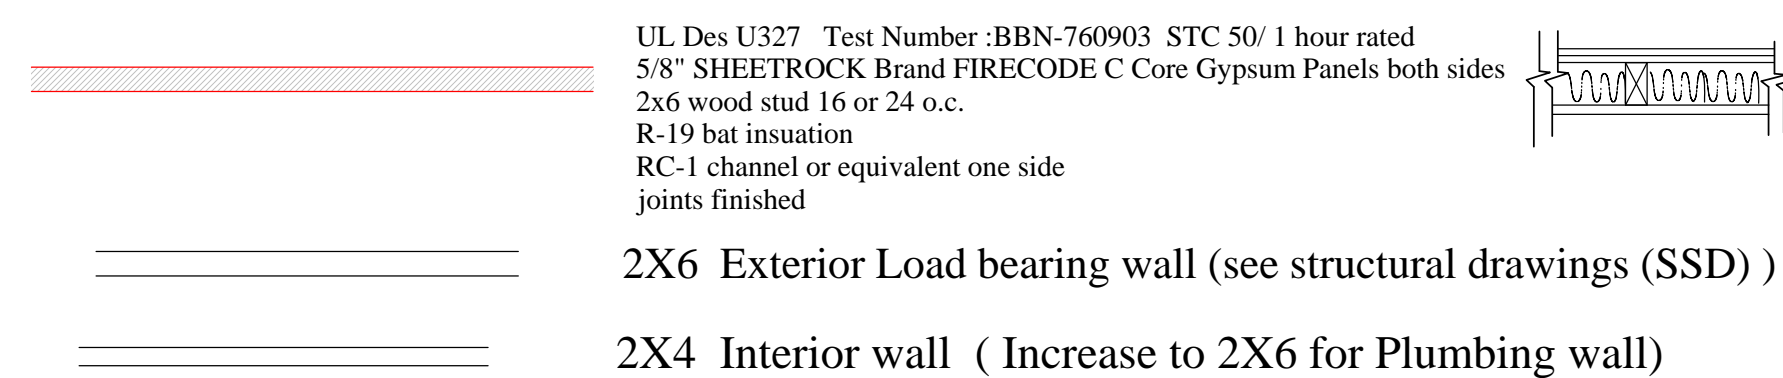 UL Des U327 Test Number :BBN-760903 STC 50/ 1 hour rated
5/8" SHEETROCK Brand FIRECODE C Core Gypsum Panels both sides
2x6 wood stud 16 or 24 o.c.
R-19 bat insuation
RC-1 channel or equivalent one side
joints finished
2X6 Exterior Load bearing wall (see structural drawings (SSD) )
2X4 Interior wall ( Increase to 2X6 for Plumbing wall)